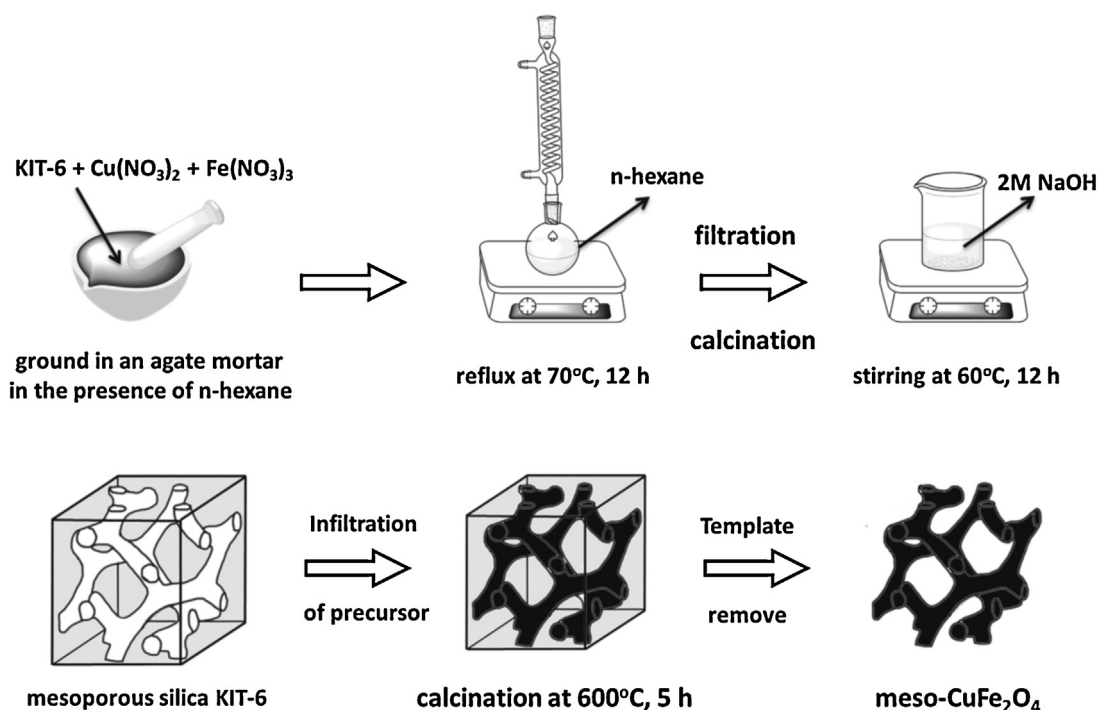 KIT-6 + Cu(NO₃)₂ + Fe(NO₃)₃
ground in an agate mortar
in the presence of n-hexane
n-hexane
reflux at 70°C, 12 h
filtration
calcination
2M NaOH
stirring at 60°C, 12 h
mesoporous silica KIT-6
Infiltration
of precursor
calcination at 600°C, 5 h
Template
remove
meso-CuFe₂O₄